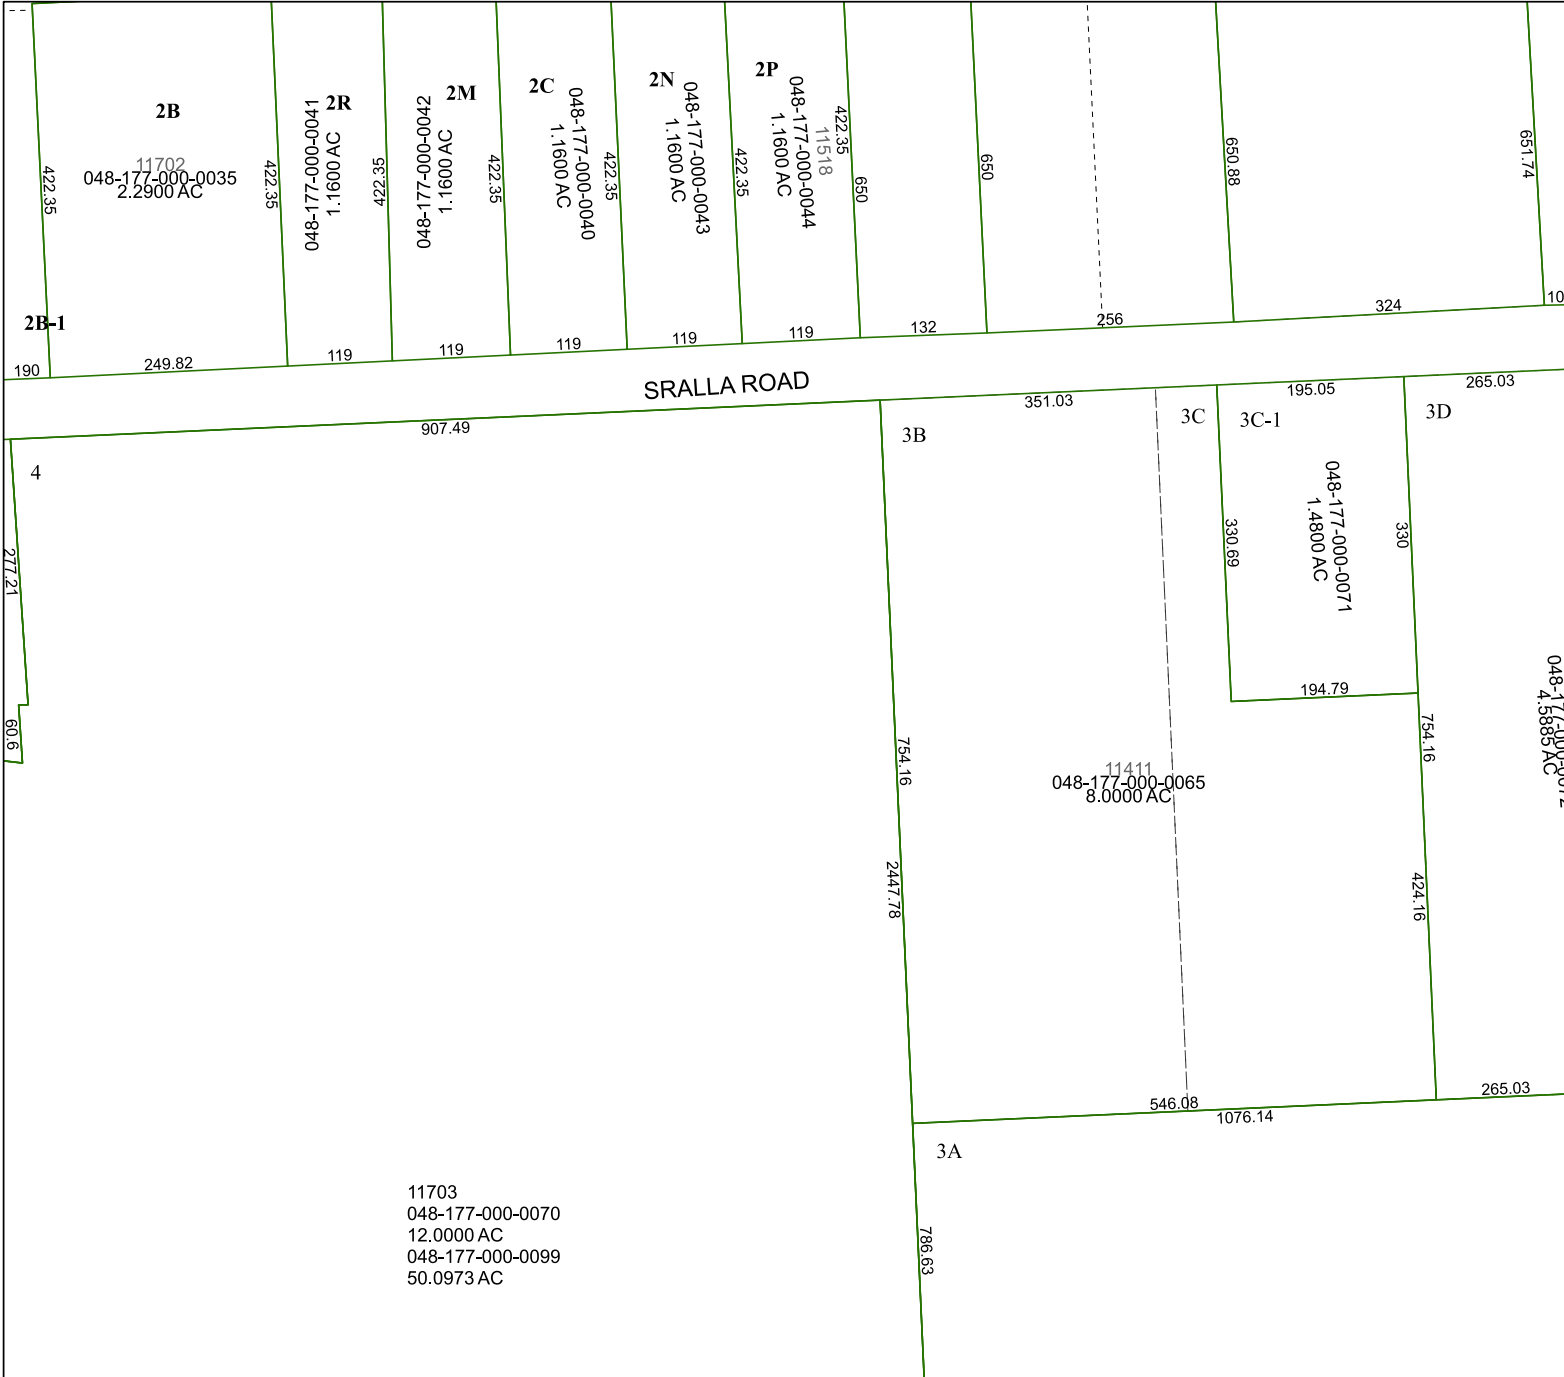 2B
11702
048-177-000-0035
2.2900 AC
422.35
422.35
2B-1
190
249.82
2R
048-177-000-0041
1.1600 AC
422.35
119
2M
048-177-000-0042
1.1600 AC
422.35
119
2C
048-177-000-0040
1.1600 AC
422.35
119
2N
048-177-000-0043
1.1600 AC
422.35
119
2P
11518
048-177-000-0044
1.1600 AC
422.35
650
119
650
132
650.88
256
651.74
324
10
SRALLA ROAD
907.49
351.03
195.05
265.03
4
277.21
60.6
3B
3C
3C-1
3D
048-177-000-0071
1.4800 AC
330.69
330
194.79
754.16
754.16
048-177-000-0072
4.5885 AC
11411
048-177-000-0065
8.0000 AC
2447.78
424.16
546.08
1076.14
265.03
3A
786.63
11703
048-177-000-0070
12.0000 AC
048-177-000-0099
50.0973 AC